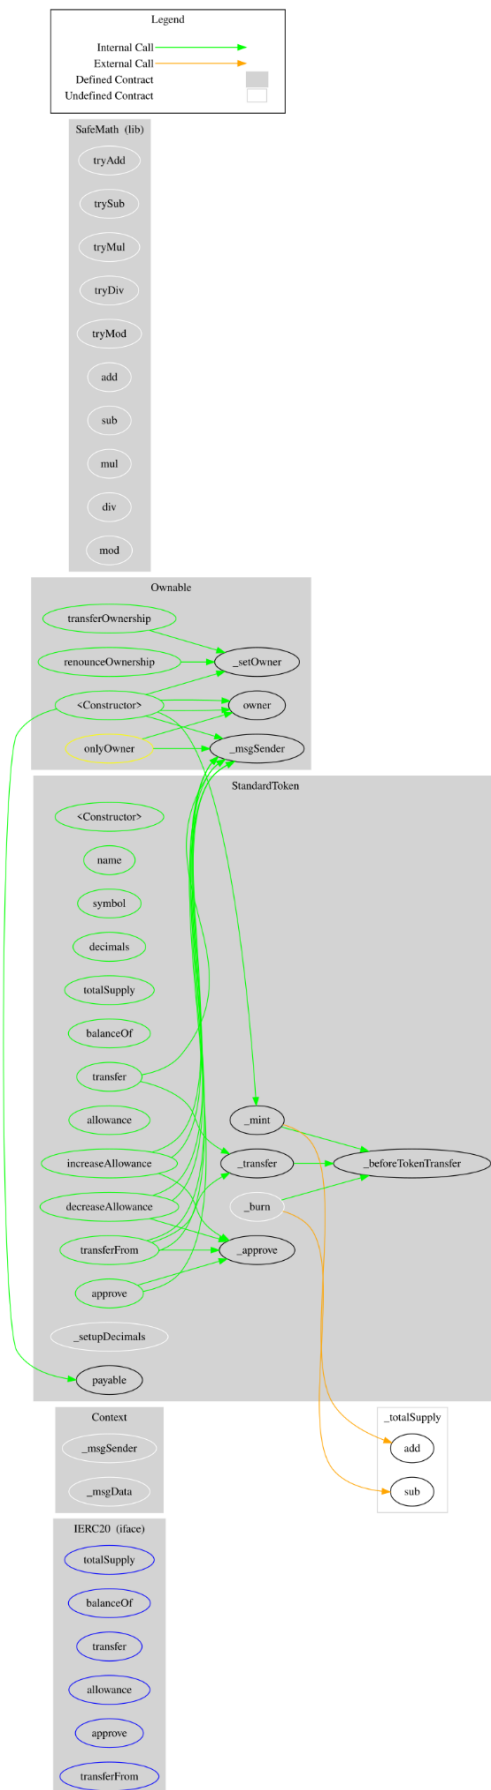 Legend
Internal Call
External Call
Defined Contract
Undefined Contract
SafeMath (lib)
tryAdd
trySub
tryMul
tryDiv
tryMod
add
sub
mul
div
mod
Ownable
transferOwnership
renounceOwnership
_setOwner
<Constructor>
owner
onlyOwner
_msgSender
StandardToken
<Constructor>
name
symbol
decimals
totalSupply
balanceOf
transfer
allowance
_mint
increaseAllowance
_transfer
_beforeTokenTransfer
decreaseAllowance
_burn
transferFrom
_approve
approve
_setupDecimals
payable
Context
_totalSupply
_msgSender
add
_msgData
sub
IERC20 (iface)
totalSupply
balanceOf
transfer
allowance
approve
transferFrom